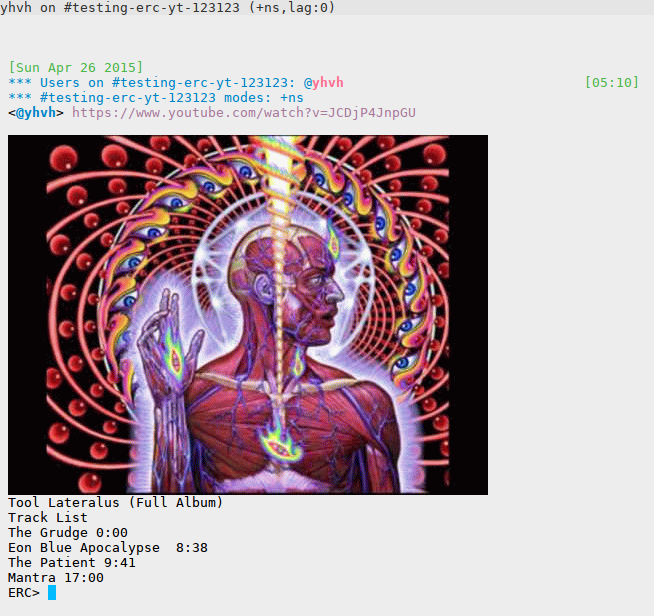 yhvh on #testing-erc-yt-123123 (+ns,lag:0)
[Sun Apr 26 2015]
*** Users on #testing-erc-yt-123123: @yhvh [05:10]
*** #testing-erc-yt-123123 modes: +ns
<@yhvh> https://www.youtube.com/watch?v=JCDjP4JnpGU
Tool Lateralus (Full Album)
Track List
The Grudge 0:00
Eon Blue Apocalypse  8:38
The Patient 9:41
Mantra 17:00
ERC>